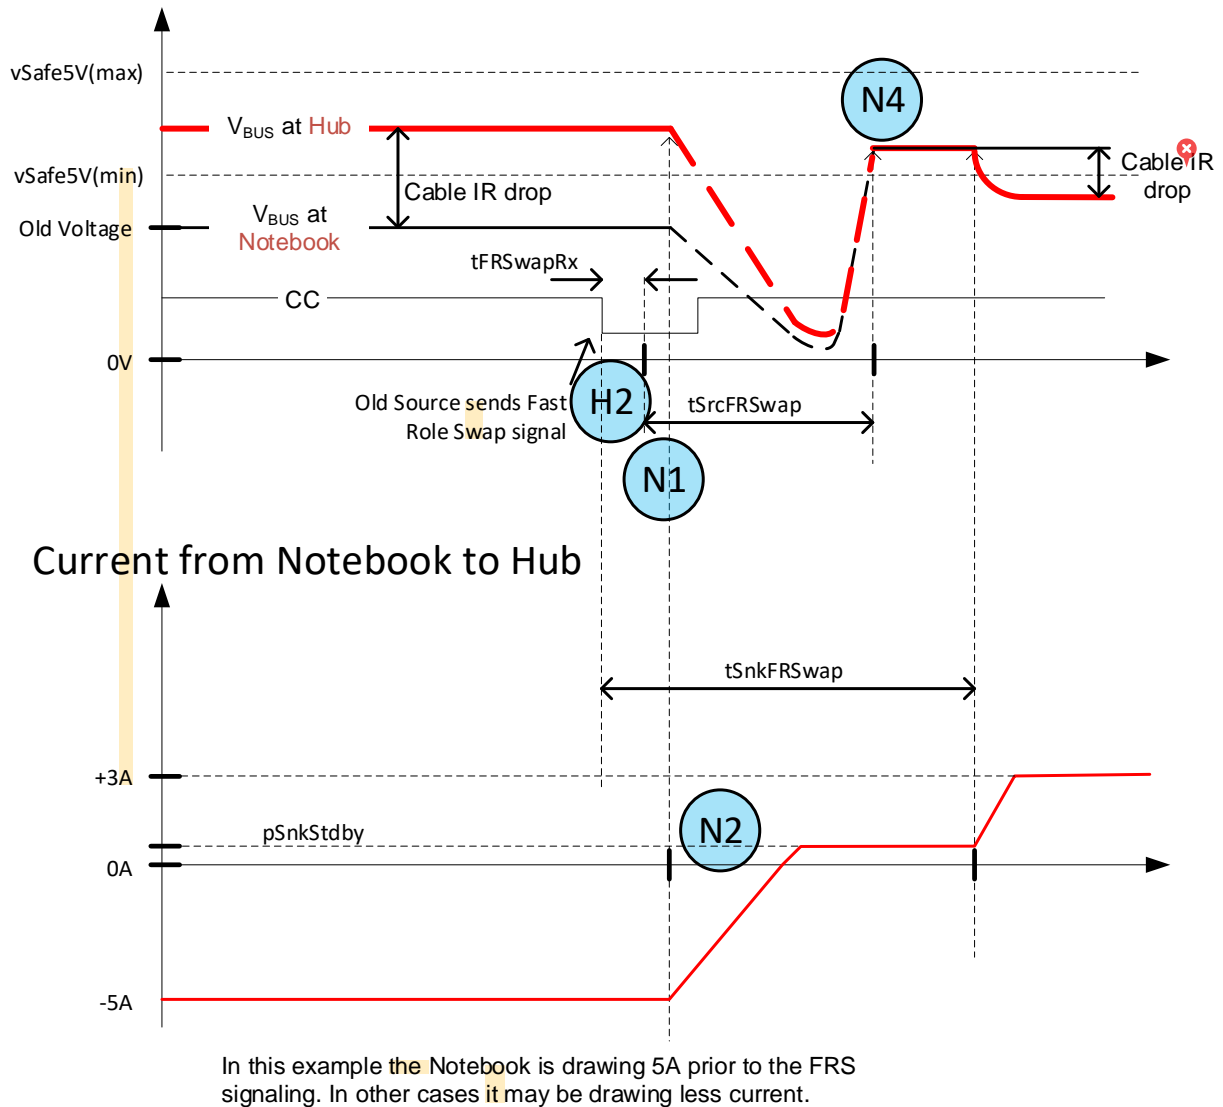 vSafe5V(max)
N4
VBUS at Hub
vSafe5V(min)
Cable IR drop
Cable IR
drop
Old Voltage
VBUS at
Notebook
tFRSwapRx
CC
0V
Old Source sends Fast
Role Swap signal
H2
tSrcFRSwap
N1
Current from Notebook to Hub
tSnkFRSwap
+3A
N2
pSnkStdby
0A
-5A
In this example the Notebook is drawing 5A prior to the FRS
signaling. In other cases it may be drawing less current.